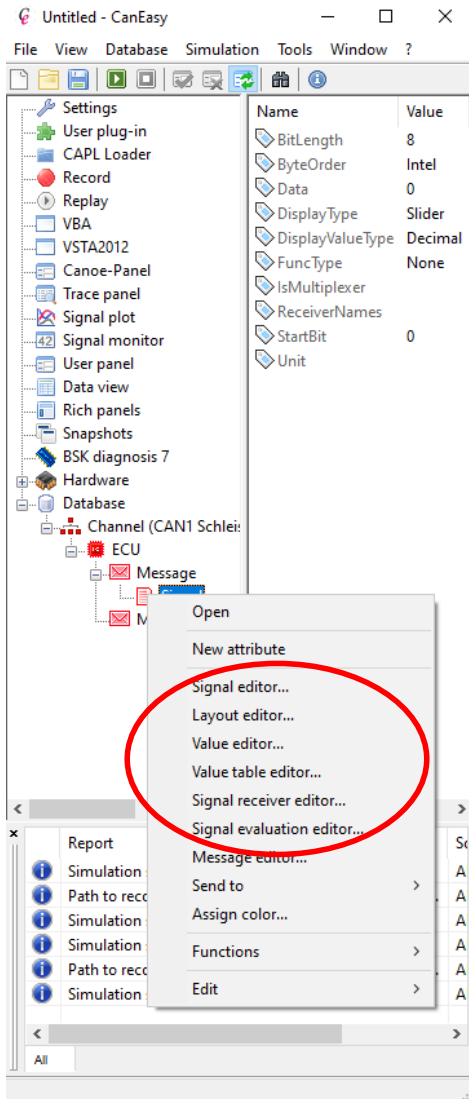 Untitled - CanEasy
File View Database Simulation Tools Window ?
Settings
User plug-in
CAPL Loader
Record
Replay
VBA
VSTA2012
Canoe-Panel
Trace panel
Signal plot
42 Signal monitor
User panel
Data view
Rich panels
Snapshots
BSK diagnosis 7
Hardware
Database
Channel (CAN1 Schleis
ECU
Message
Name Value
BitLength 8
ByteOrder Intel
Data 0
DisplayType Slider
DisplayValueType Decimal
FuncType None
IsMultiplexer
ReceiverNames
StartBit 0
Unit
Open
New attribute
Signal editor...
Layout editor...
Value editor...
Value table editor...
Signal receiver editor...
Signal evaluation editor...
Message editor...
Send to
Assign color...
Functions
Edit
Report
Simulation
Path to reco
Simulation
Simulation
Path to reco
Simulation
All